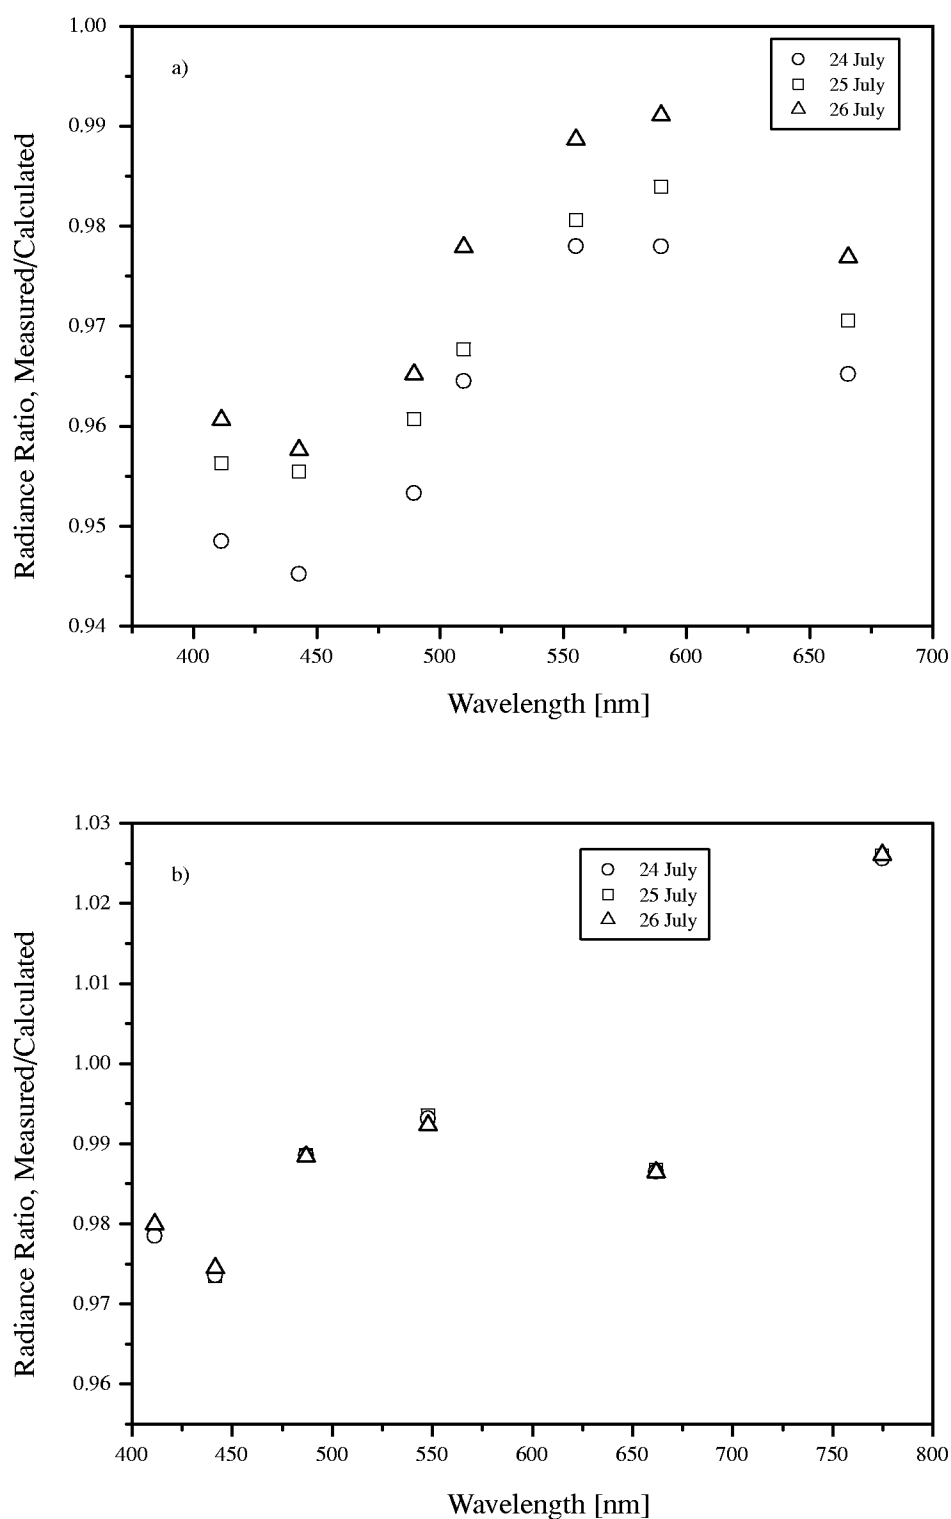 1.00
a)
24 July
25 July
26 July
0.99
0.98
0.97
0.96
0.95
0.94
Radiance Ratio, Measured/Calculated
400 450 500 550 600 650 700
Wavelength [nm]
1.03
b)
24 July
25 July
26 July
1.02
1.01
1.00
0.99
0.98
0.97
0.96
Radiance Ratio, Measured/Calculated
400 450 500 550 600 650 700 750 800
Wavelength [nm]